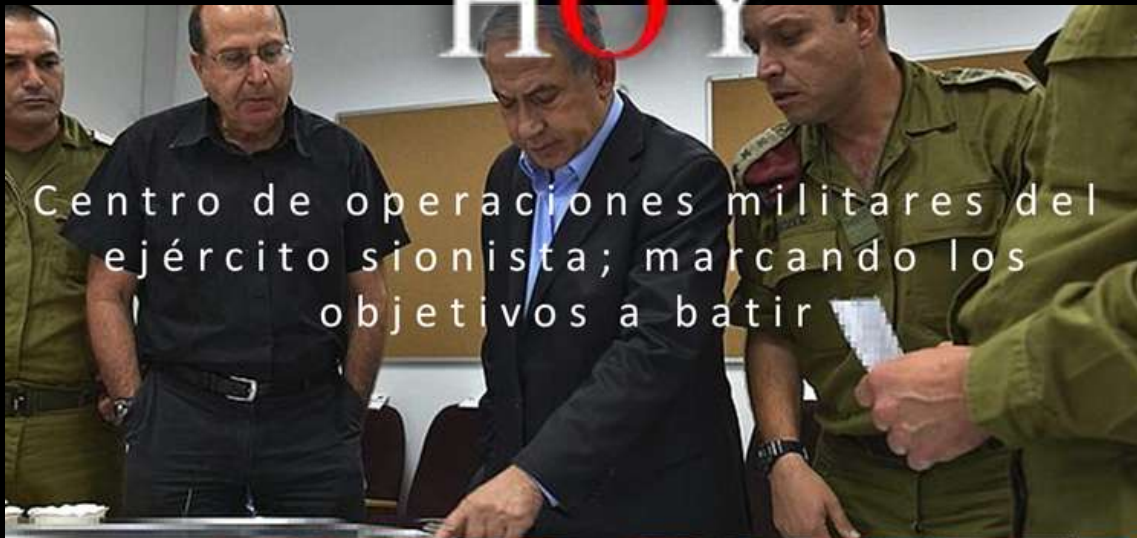 HOY
Centro de operaciones militares del
ejército sionista; marcando los
objetivos a batir